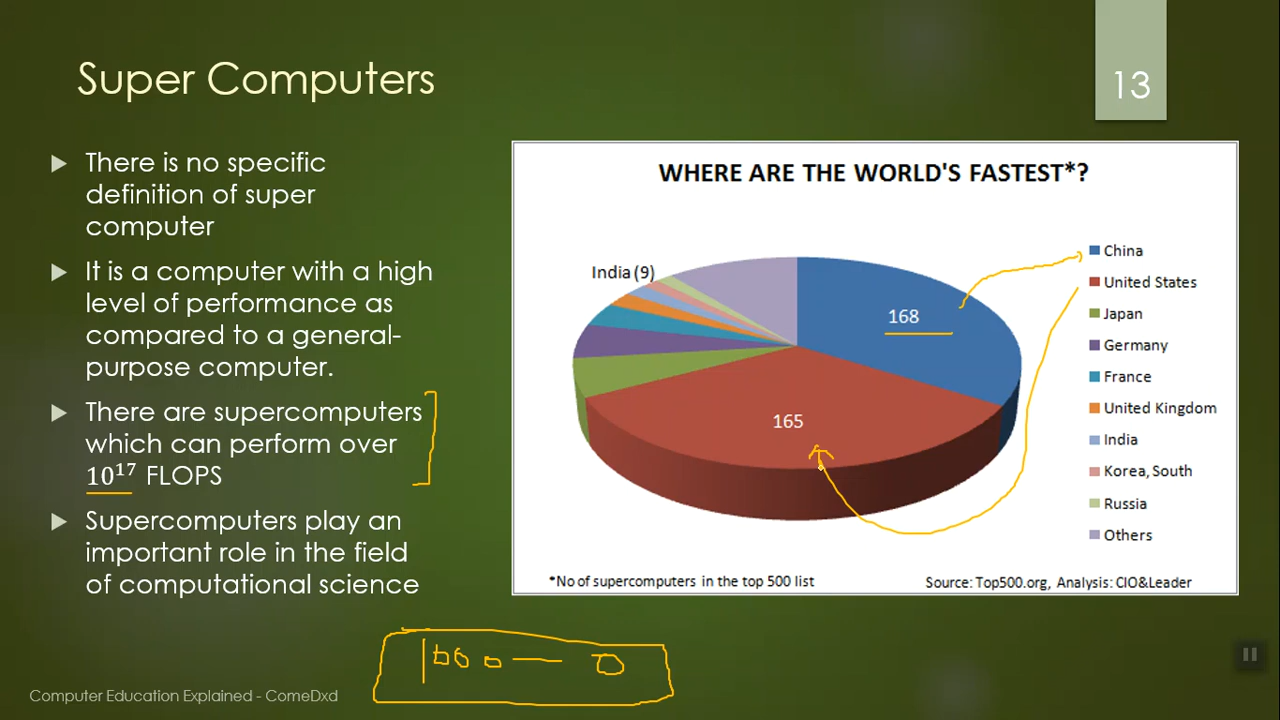 Super Computers
13
There is no specific
definition of super
computer
It is a computer with a high
level of performance as
compared to a general-
purpose computer.
There are supercomputers
which can perform over
10¹⁷ FLOPS
Supercomputers play an
important role in the field
of computational science
WHERE ARE THE WORLD'S FASTEST*?
India (9)
168
165
China
United States
Japan
Germany
France
United Kingdom
India
Korea, South
Russia
Others
*No of supercomputers in the top 500 list
Source: Top500.org, Analysis: CIO&Leader
1000 — 0
Computer Education Explained - ComeDxd